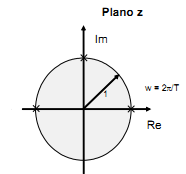 Plano z
Im
1
w = 2π/T
Re